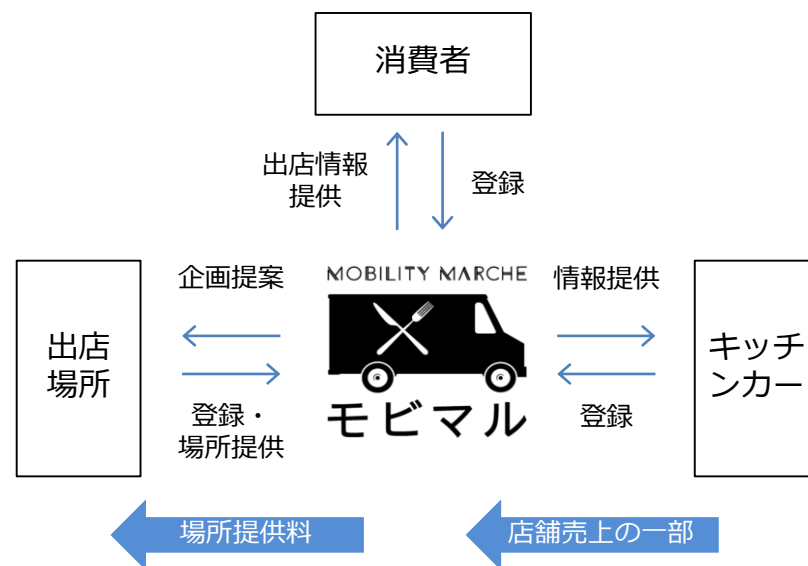 消費者
出店情報
提供
登録
企画提案
MOBILITY MARCHE
情報提供
出店
場所
キッチ
ンカー
登録・
場所提供
モビマル
登録
場所提供料
店舗売上の一部